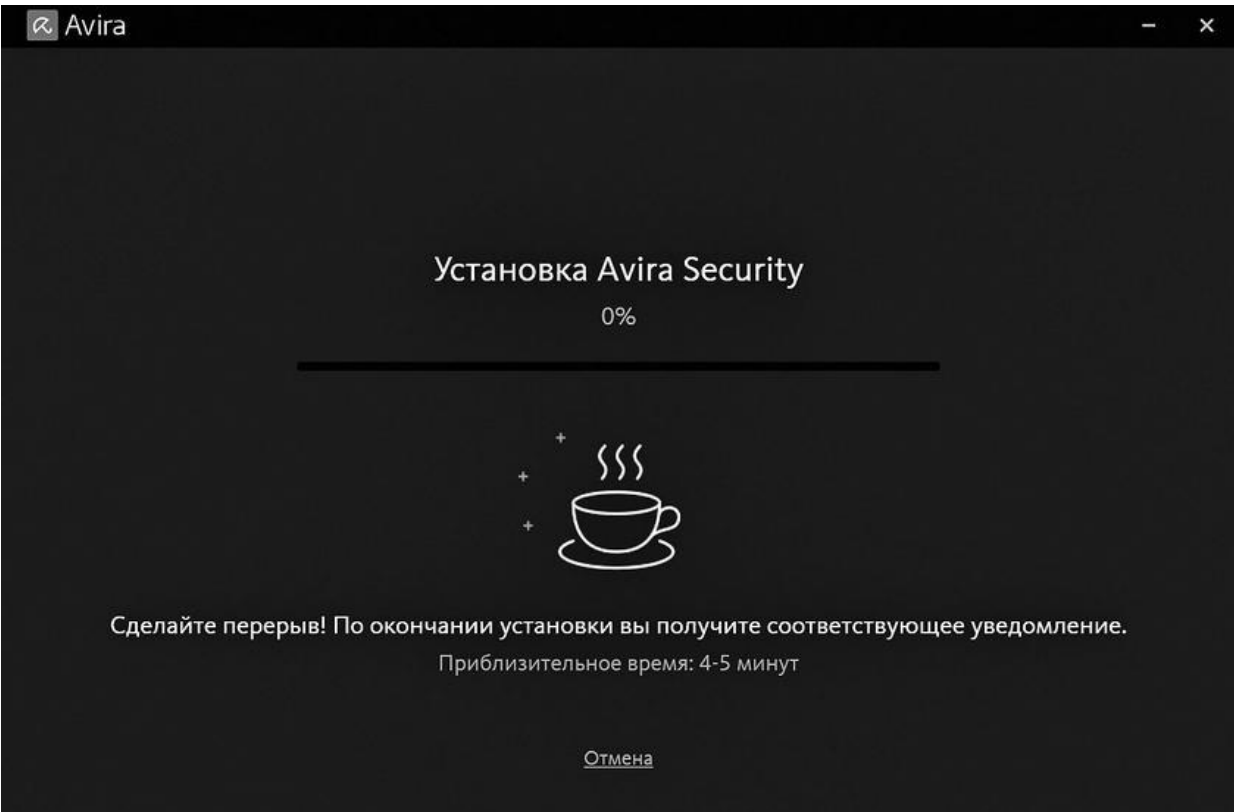 Avira
Установка Avira Security
0%
Сделайте перерыв! По окончании установки вы получите соответствующее уведомление.
Приблизительное время: 4-5 минут
Отмена